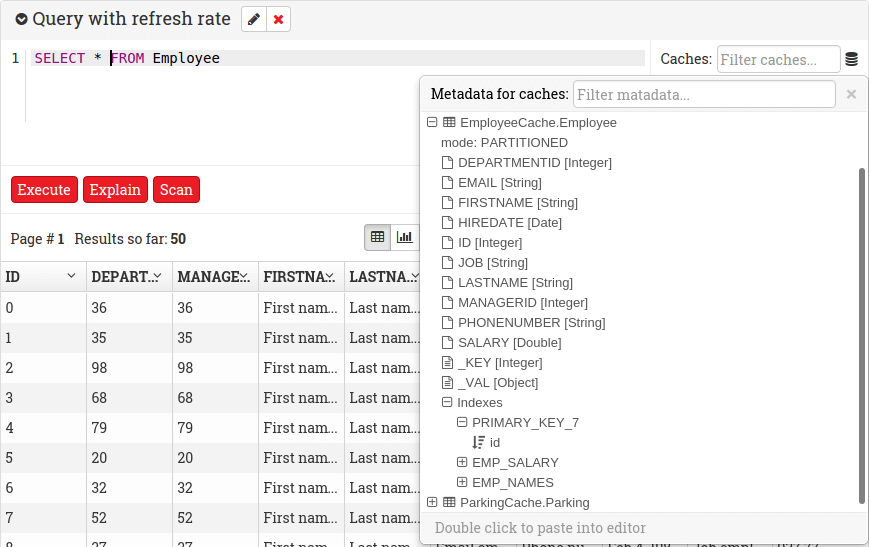 Query with refresh rate
1 SELECT * FROM Employee
Caches: Filter caches...
Metadata for caches: Filter matadata...
EmployeeCache.Employee
mode: PARTITIONED
DEPARTMENTID [Integer]
EMAIL [String]
FIRSTNAME [String]
HIREDATE [Date]
ID [Integer]
JOB [String]
LASTNAME [String]
MANAGERID [Integer]
PHONENUMBER [String]
SALARY [Double]
_KEY [Integer]
_VAL [Object]
Indexes
PRIMARY_KEY_7
id
EMP_SALARY
EMP_NAMES
ParkingCache.Parking
Double click to paste into editor
Execute Explain Scan
Page # 1 Results so far: 50
ID DEPART... MANAGE... FIRSTNA... LASTNA...
0 36 36 First nam... Last nam...
1 35 35 First nam... Last nam...
2 98 98 First nam... Last nam...
3 68 68 First nam... Last nam...
4 79 79 First nam... Last nam...
5 20 20 First nam... Last nam...
6 32 32 First nam... Last nam...
7 52 52 First nam... Last nam...